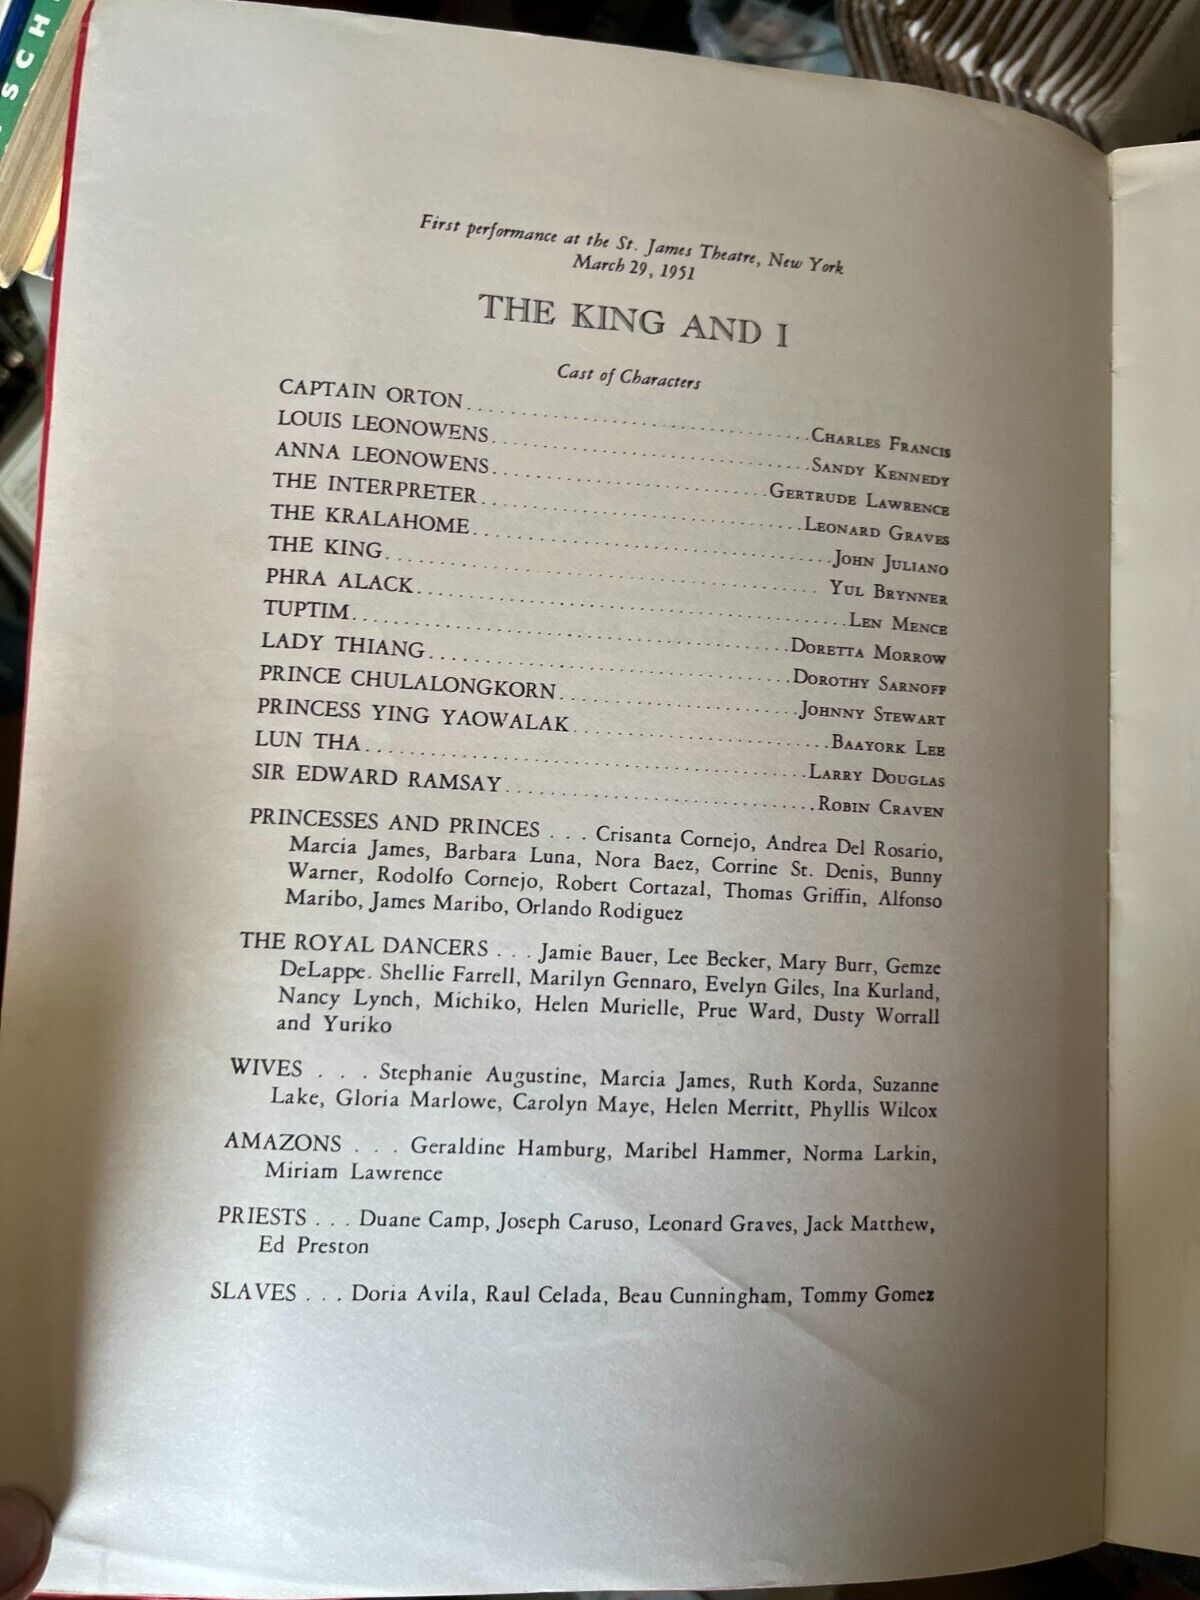 SCH
First performance at the St. James Theatre, New York
March 29, 1951
THE KING AND I
Cast of Characters
CAPTAIN ORTON.......................CHARLES FRANCIS
LOUIS LEONOWENS.......................SANDY KENNEDY
ANNA LEONOWENS.......................GERTRUDE LAWRENCE
THE INTERPRETER.......................LEONARD GRAVES
THE KRALAHOME.......................JOHN JULIANO
THE KING....................... YUL BRYNNER
PHRA ALACK.......................LEN MENCE
TUPTIM.......................DORETTA MORROW
LADY THIANG.......................DOROTHY SARNOFF
PRINCE CHULALONGKORN.......................JOHNNY STEWART
PRINCESS YING YAOWALAK.......................BAAYORK LEE
LUN THA.......................LARRY DOUGLAS
SIR EDWARD RAMSAY.......................ROBIN CRAVEN
PRINCESSES AND PRINCES . . . Crisanta Cornejo, Andrea Del Rosario,
Marcia James, Barbara Luna, Nora Baez, Corrine St. Denis, Bunny
Warner, Rodolfo Cornejo, Robert Cortazal, Thomas Griffin, Alfonso
Maribo, James Maribo, Orlando Rodiguez
THE ROYAL DANCERS . . . Jamie Bauer, Lee Becker, Mary Burr, Gemze
DeLappe. Shellie Farrell, Marilyn Gennaro, Evelyn Giles, Ina Kurland,
Nancy Lynch, Michiko, Helen Murielle, Prue Ward, Dusty Worrall
and Yuriko
WIVES . . . Stephanie Augustine, Marcia James, Ruth Korda, Suzanne
Lake, Gloria Marlowe, Carolyn Maye, Helen Merritt, Phyllis Wilcox
AMAZONS . . . Geraldine Hamburg, Maribel Hammer, Norma Larkin,
Miriam Lawrence
PRIESTS . . . Duane Camp, Joseph Caruso, Leonard Graves, Jack Matthew,
Ed Preston
SLAVES . . . Doria Avila, Raul Celada, Beau Cunningham, Tommy Gomez